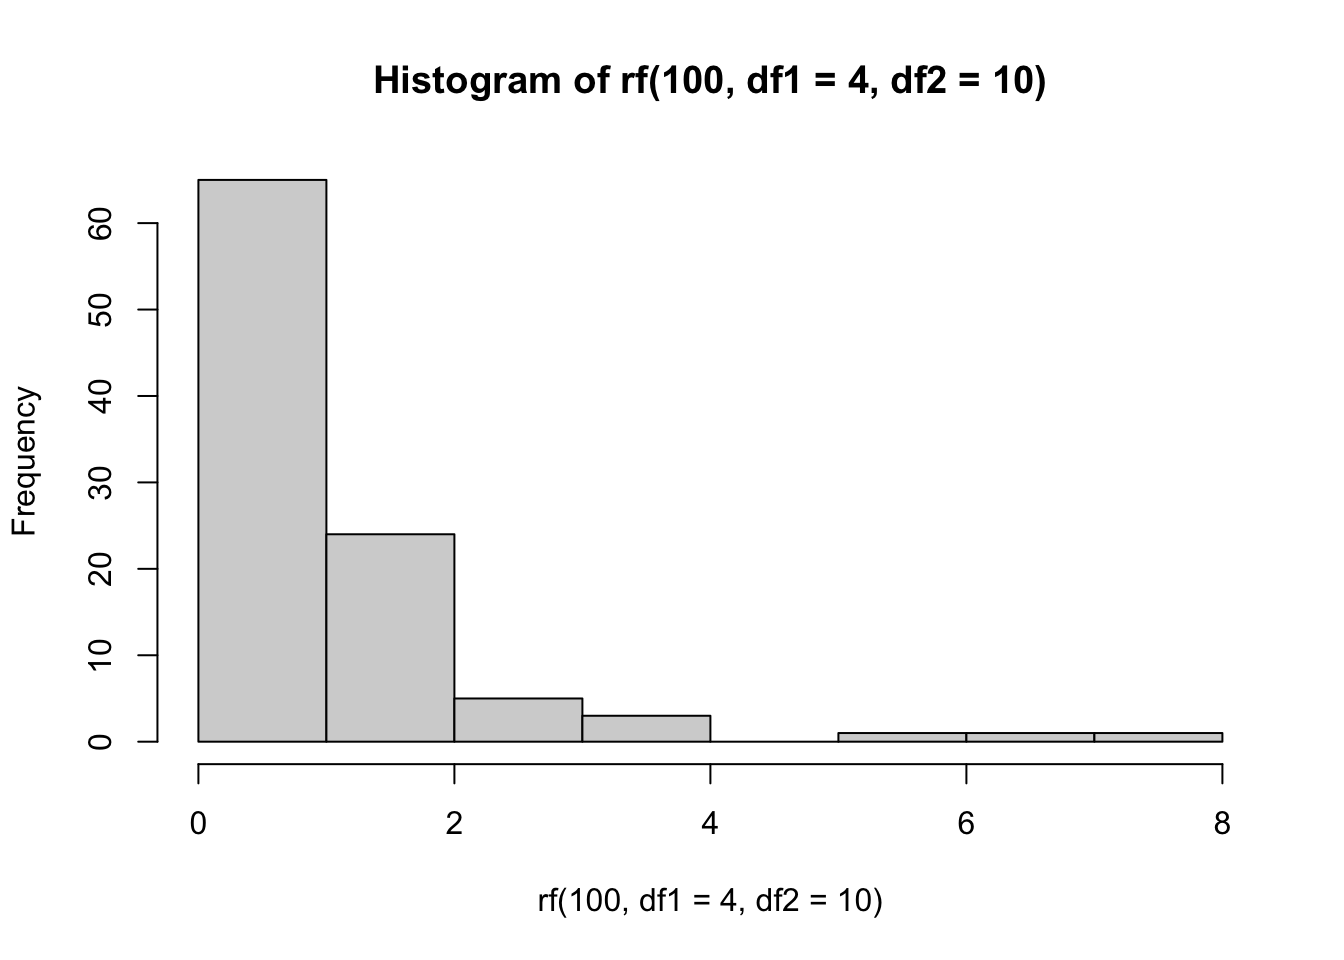 Histogram of rf(100, df1 = 4, df2 = 10)
Frequency
60
50
40
30
20
10
0
0 2 4 6 8
rf(100, df1 = 4, df2 = 10)